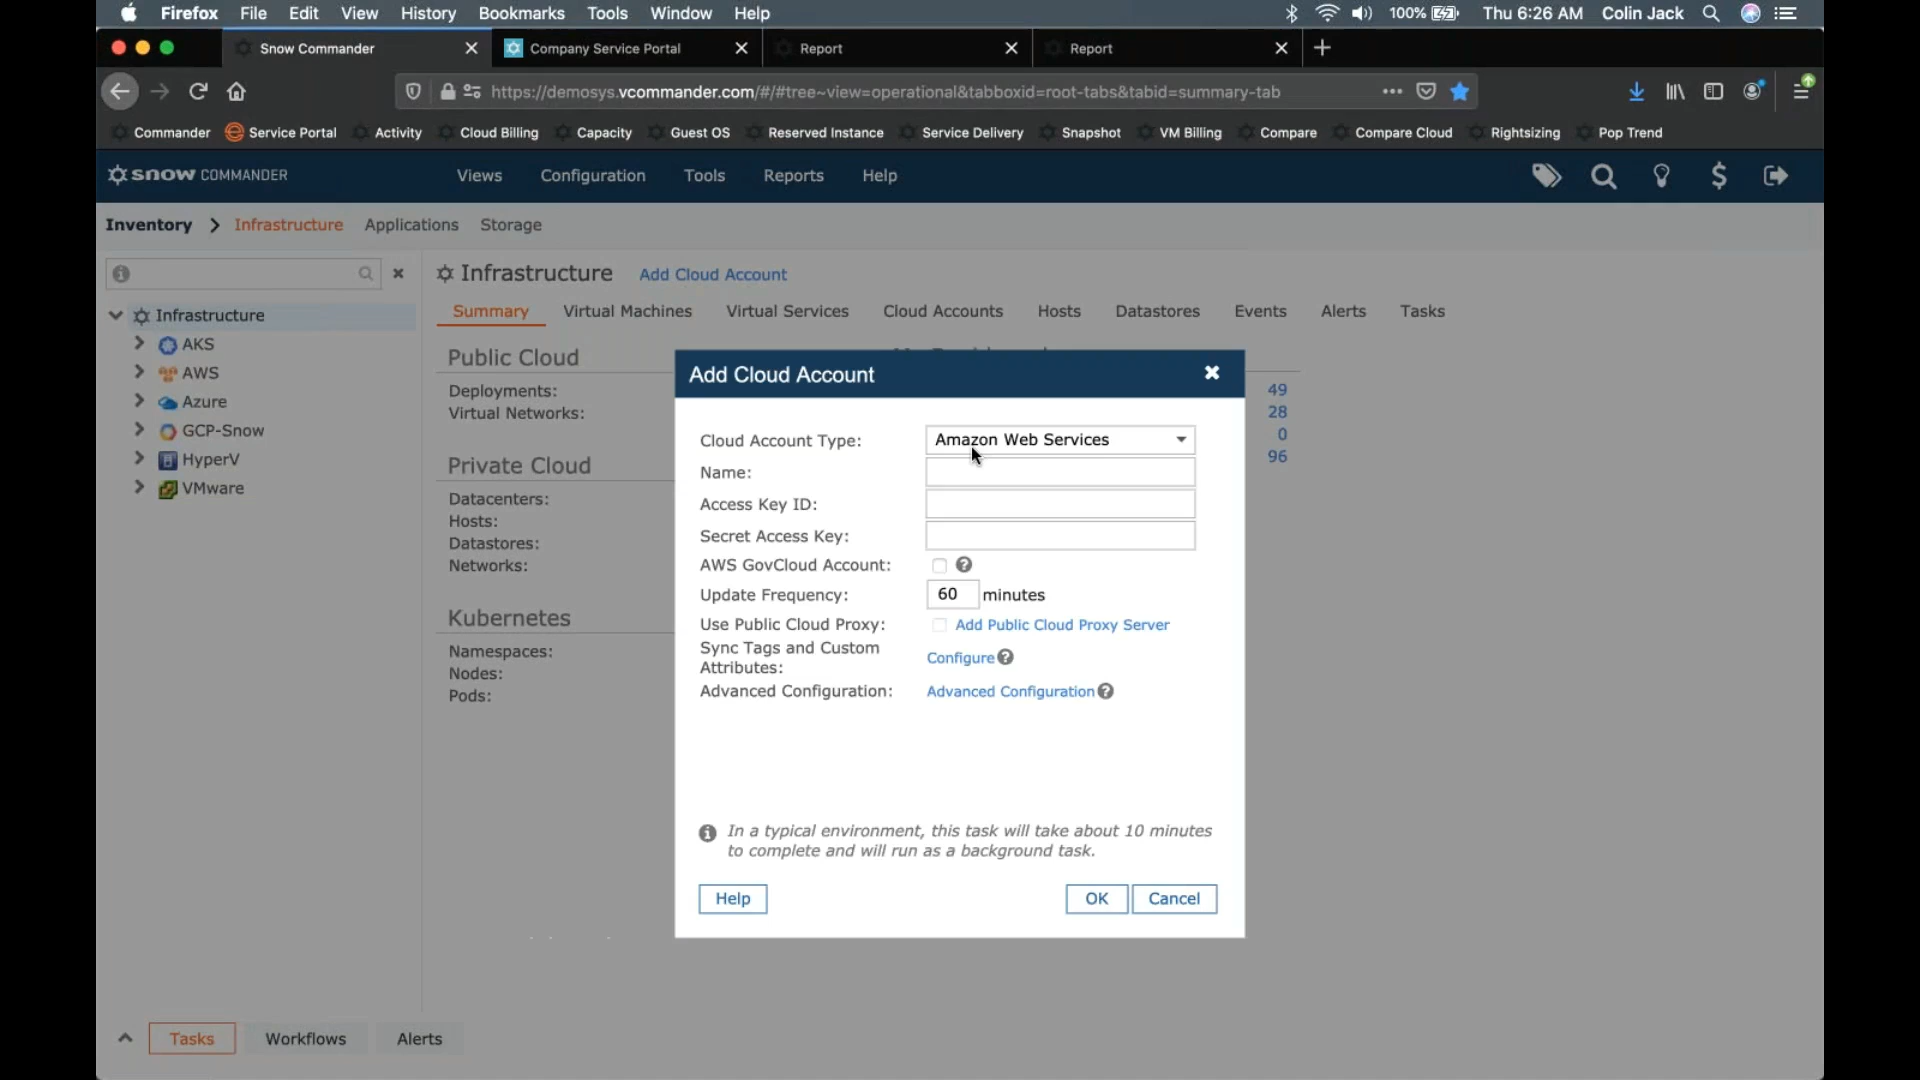 Firefox File Edit View History Bookmarks Tools Window Help 100% Thu 6:26 AM Colin Jack
Snow Commander Company Service Portal Report Report
https://demosys.vcommander.com/#/#tree~view=operational&tabboxid=root-tabs&tabid=summary-tab
Commander Service Portal Activity Cloud Billing Capacity Guest OS Reserved Instance Service Delivery Snapshot VM Billing Compare Compare Cloud Rightsizing Pop Trend
snow COMMANDER Views Configuration Tools Reports Help
Inventory Infrastructure Applications Storage
Infrastructure Add Cloud Account
Summary Virtual Machines Virtual Services Cloud Accounts Hosts Datastores Events Alerts Tasks
Infrastructure
AKS
AWS
Azure
GCP-Snow
HyperV
VMware
Public Cloud
Deployments:
Virtual Networks:
Private Cloud
Datacenters:
Hosts:
Datastores:
Networks:
Kubernetes
Namespaces:
Nodes:
Pods:
49
28
0
96
Add Cloud Account
Cloud Account Type: Amazon Web Services
Name:
Access Key ID:
Secret Access Key:
AWS GovCloud Account:
Update Frequency: 60 minutes
Use Public Cloud Proxy: Add Public Cloud Proxy Server
Sync Tags and Custom
Attributes: Configure
Advanced Configuration: Advanced Configuration
In a typical environment, this task will take about 10 minutes
to complete and will run as a background task.
Help OK Cancel
Tasks Workflows Alerts